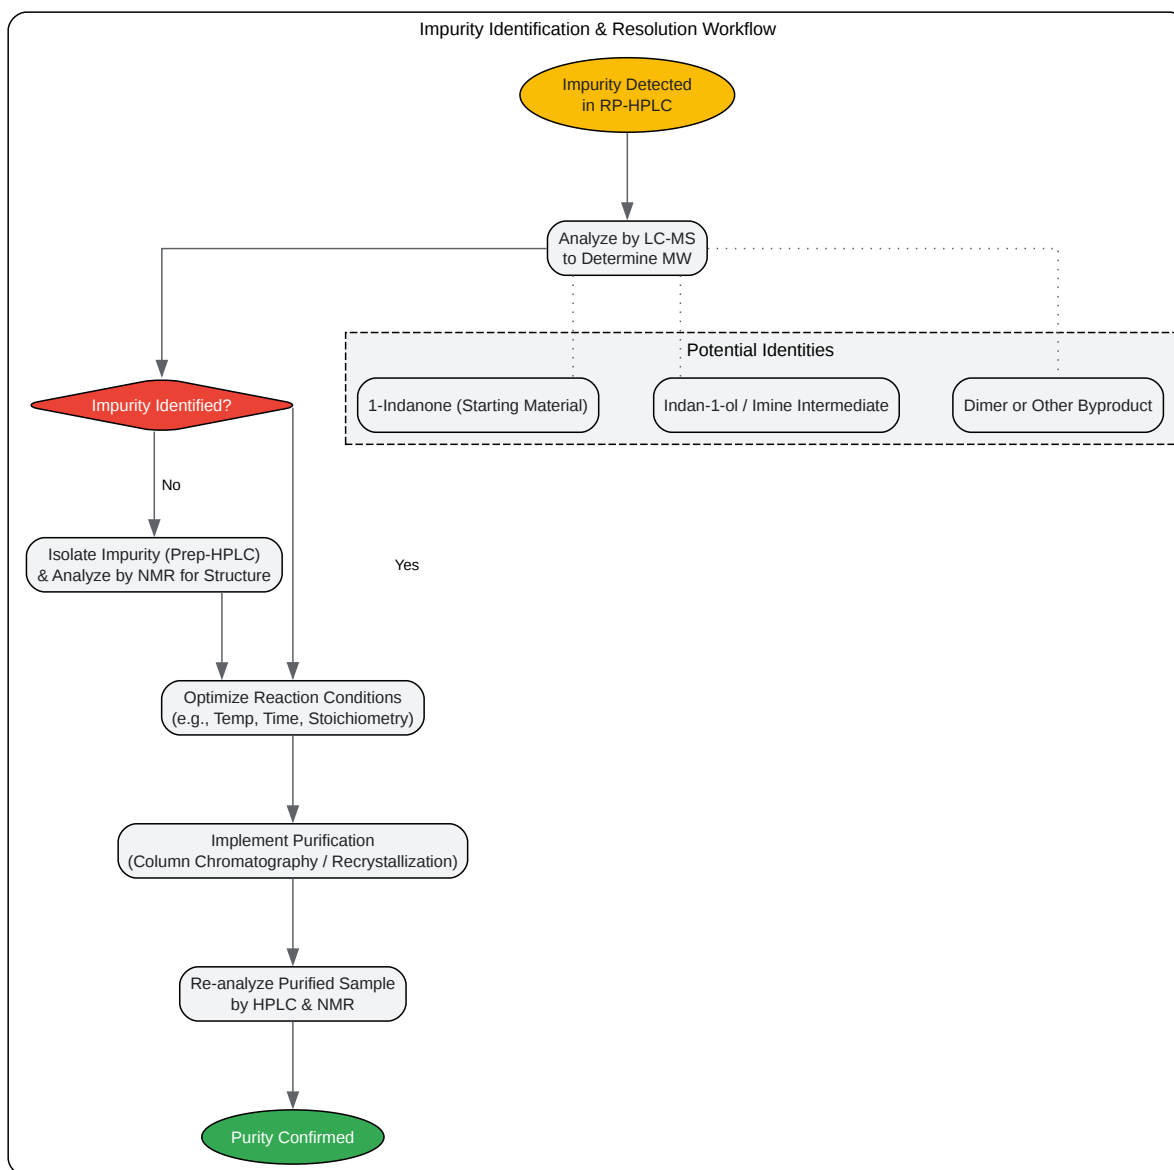 Impurity Identification & Resolution Workflow
Impurity Detected
in RP-HPLC
Analyze by LC-MS
to Determine MW
Potential Identities
1-Indanone (Starting Material)
Indan-1-ol / Imine Intermediate
Dimer or Other Byproduct
Impurity Identified?
No
Isolate Impurity (Prep-HPLC)
& Analyze by NMR for Structure
Yes
Optimize Reaction Conditions
(e.g., Temp, Time, Stoichiometry)
Implement Purification
(Column Chromatography / Recrystallization)
Re-analyze Purified Sample
by HPLC & NMR
Purity Confirmed